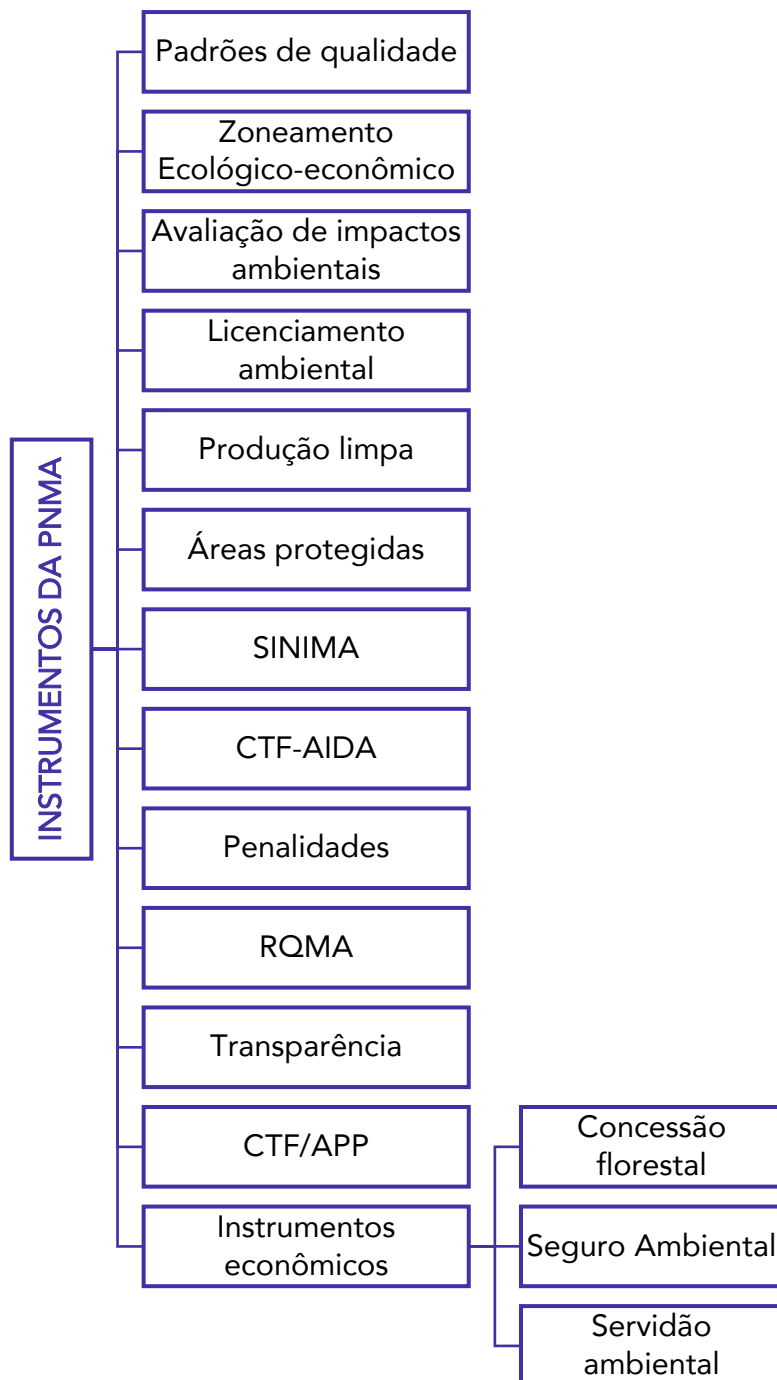 INSTRUMENTOS DA PNMA
Padrões de qualidade
Zoneamento
Ecológico-econômico
Avaliação de impactos
ambientais
Licenciamento
ambiental
Produção limpa
Áreas protegidas
SINIMA
CTF-AIDA
Penalidades
RQMA
Transparência
CTF/APP
Instrumentos
econômicos
Concessão
florestal
Seguro Ambiental
Servidão
ambiental